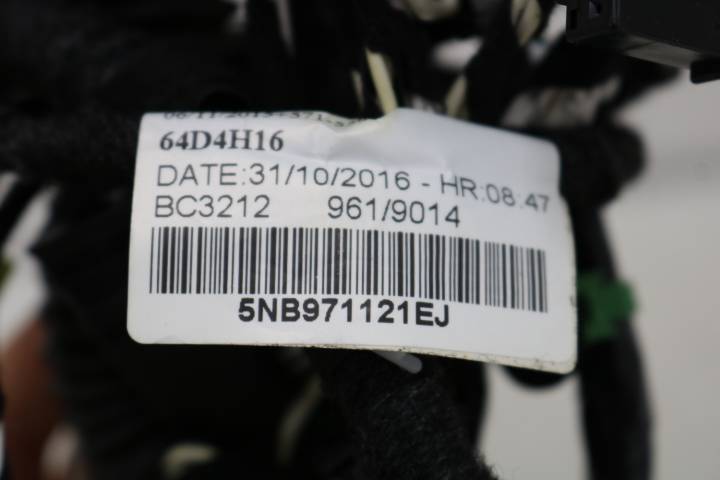 64D4H16
DATE:31/10/2016 - HR:08:47
BC3212 961/9014
5NB971121EJ